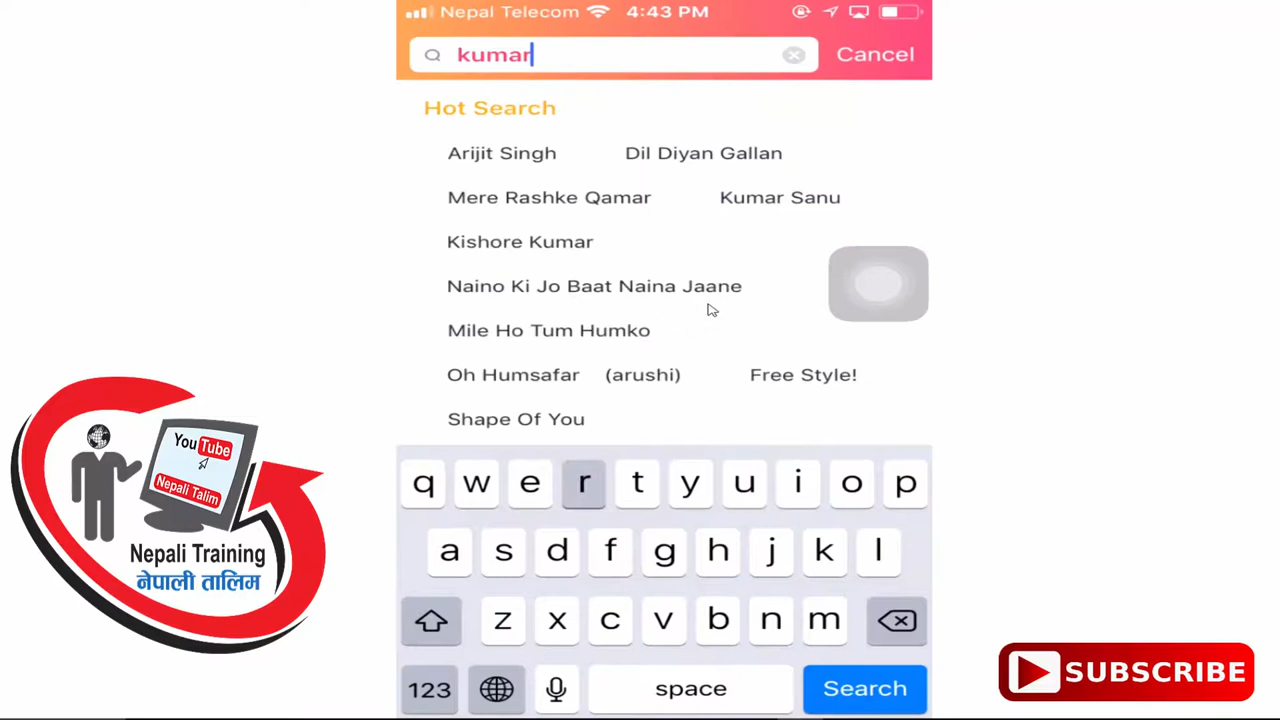 Nepal Telecom 4:43 PM
kumar Cancel
Hot Search
Arijit Singh Dil Diyan Gallan
Mere Rashke Qamar Kumar Sanu
Kishore Kumar
Naino Ki Jo Baat Naina Jaane
Mile Ho Tum Humko
Oh Humsafar (arushi) Free Style!
Shape Of You
q w e r t y u i o p
a s d f g h j k l
z x c v b n m
123 space Search
You Tube
Nepali Talim
Nepali Training
नेपाली तालिम
SUBSCRIBE